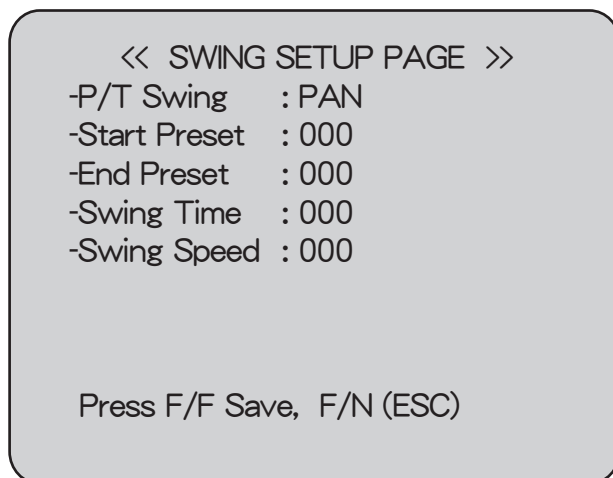 << SWING SETUP PAGE >>
-P/T Swing : PAN
-Start Preset : 000
-End Preset : 000
-Swing Time : 000
-Swing Speed : 000
Press F/F Save, F/N (ESC)